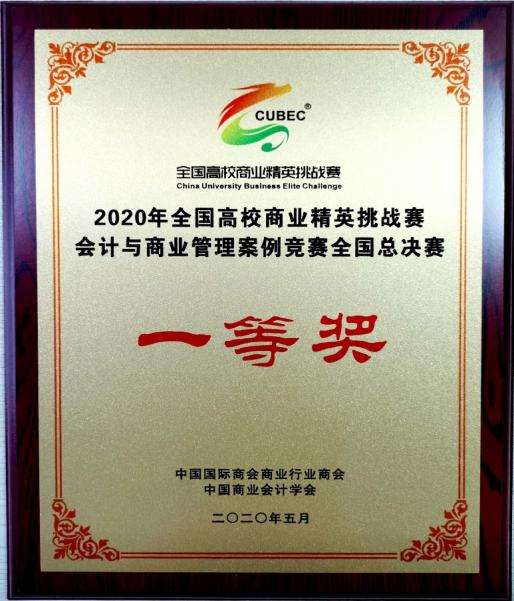 CUBEC®
全国高校商业精英挑战赛
China University Business Elite Challenge
2020年全国高校商业精英挑战赛
会计与商业管理案例竞赛全国总决赛
一等奖
中国国际商会商业行业商会
中国商业会计学会
二〇二〇年五月